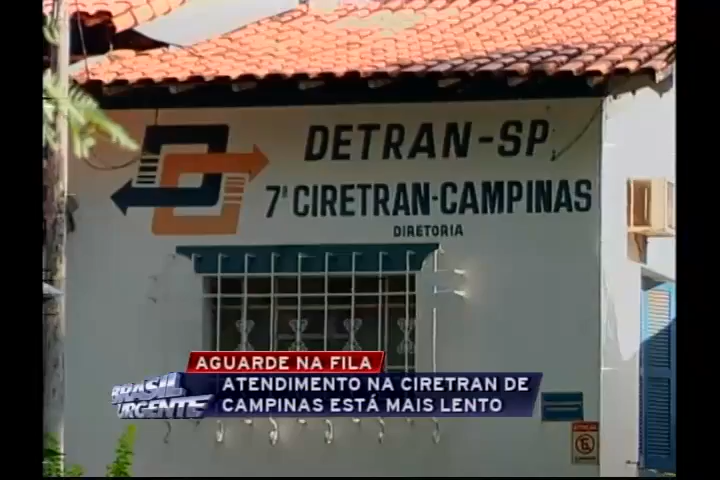 DETRAN-SP
7ª CIRETRAN-CAMPINAS
DIRETORIA
AGUARDE NA FILA
BRASIL
URGENTE
ATENDIMENTO NA CIRETRAN DE
CAMPINAS ESTÁ MAIS LENTO